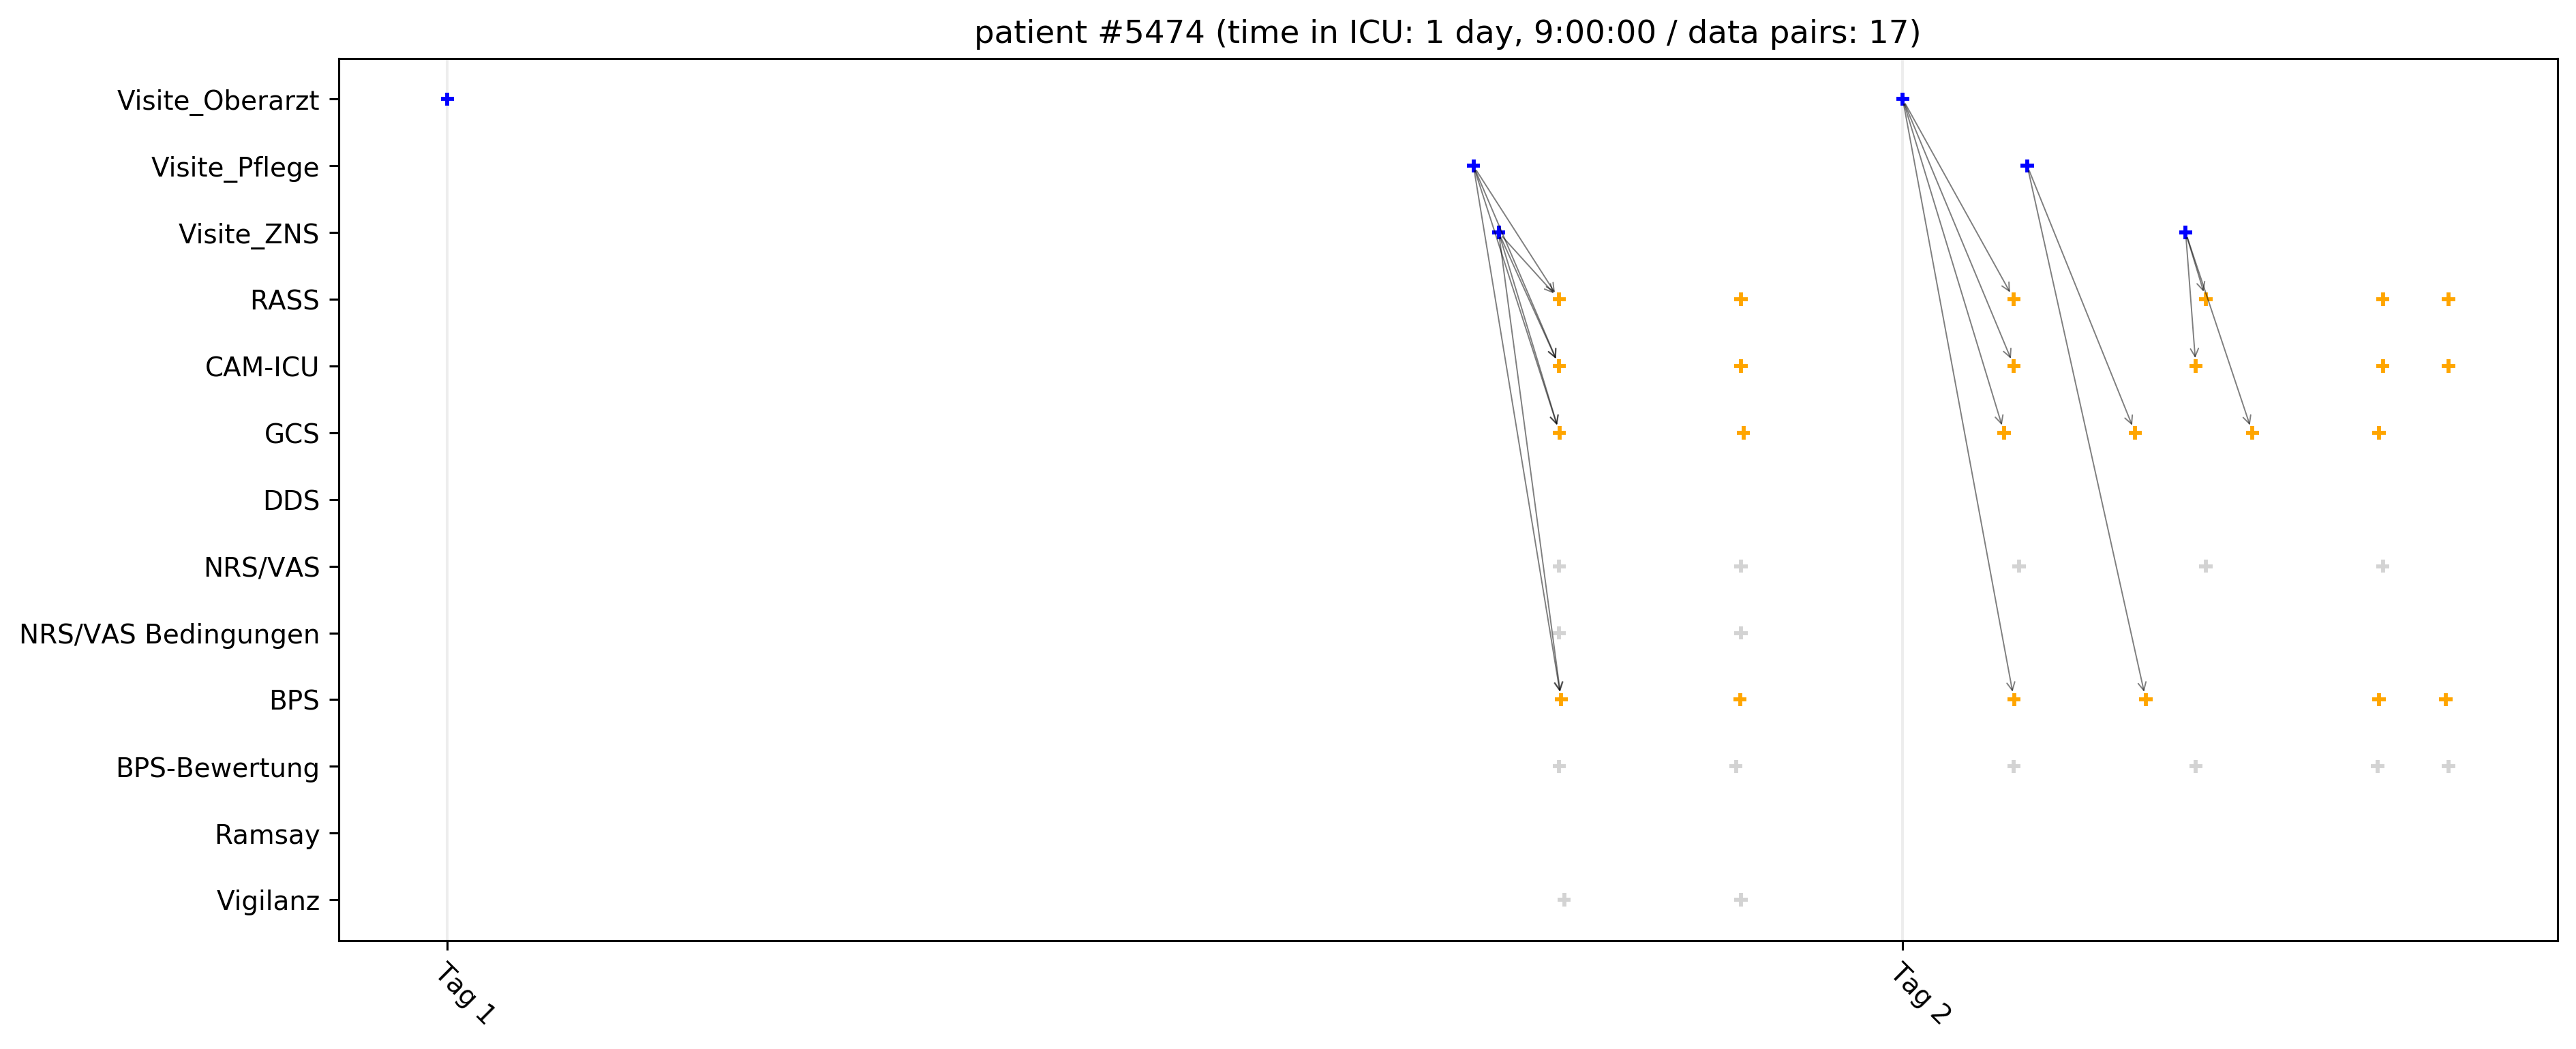 patient #5474 (time in ICU: 1 day, 9:00:00 / data pairs: 17)
Visite_Oberarzt
Visite_Pflege
Visite_ZNS
RASS
CAM-ICU
GCS
DDS
NRS/VAS
NRS/VAS Bedingungen
BPS
BPS-Bewertung
Ramsay
Vigilanz
Tag 1
Tag 2